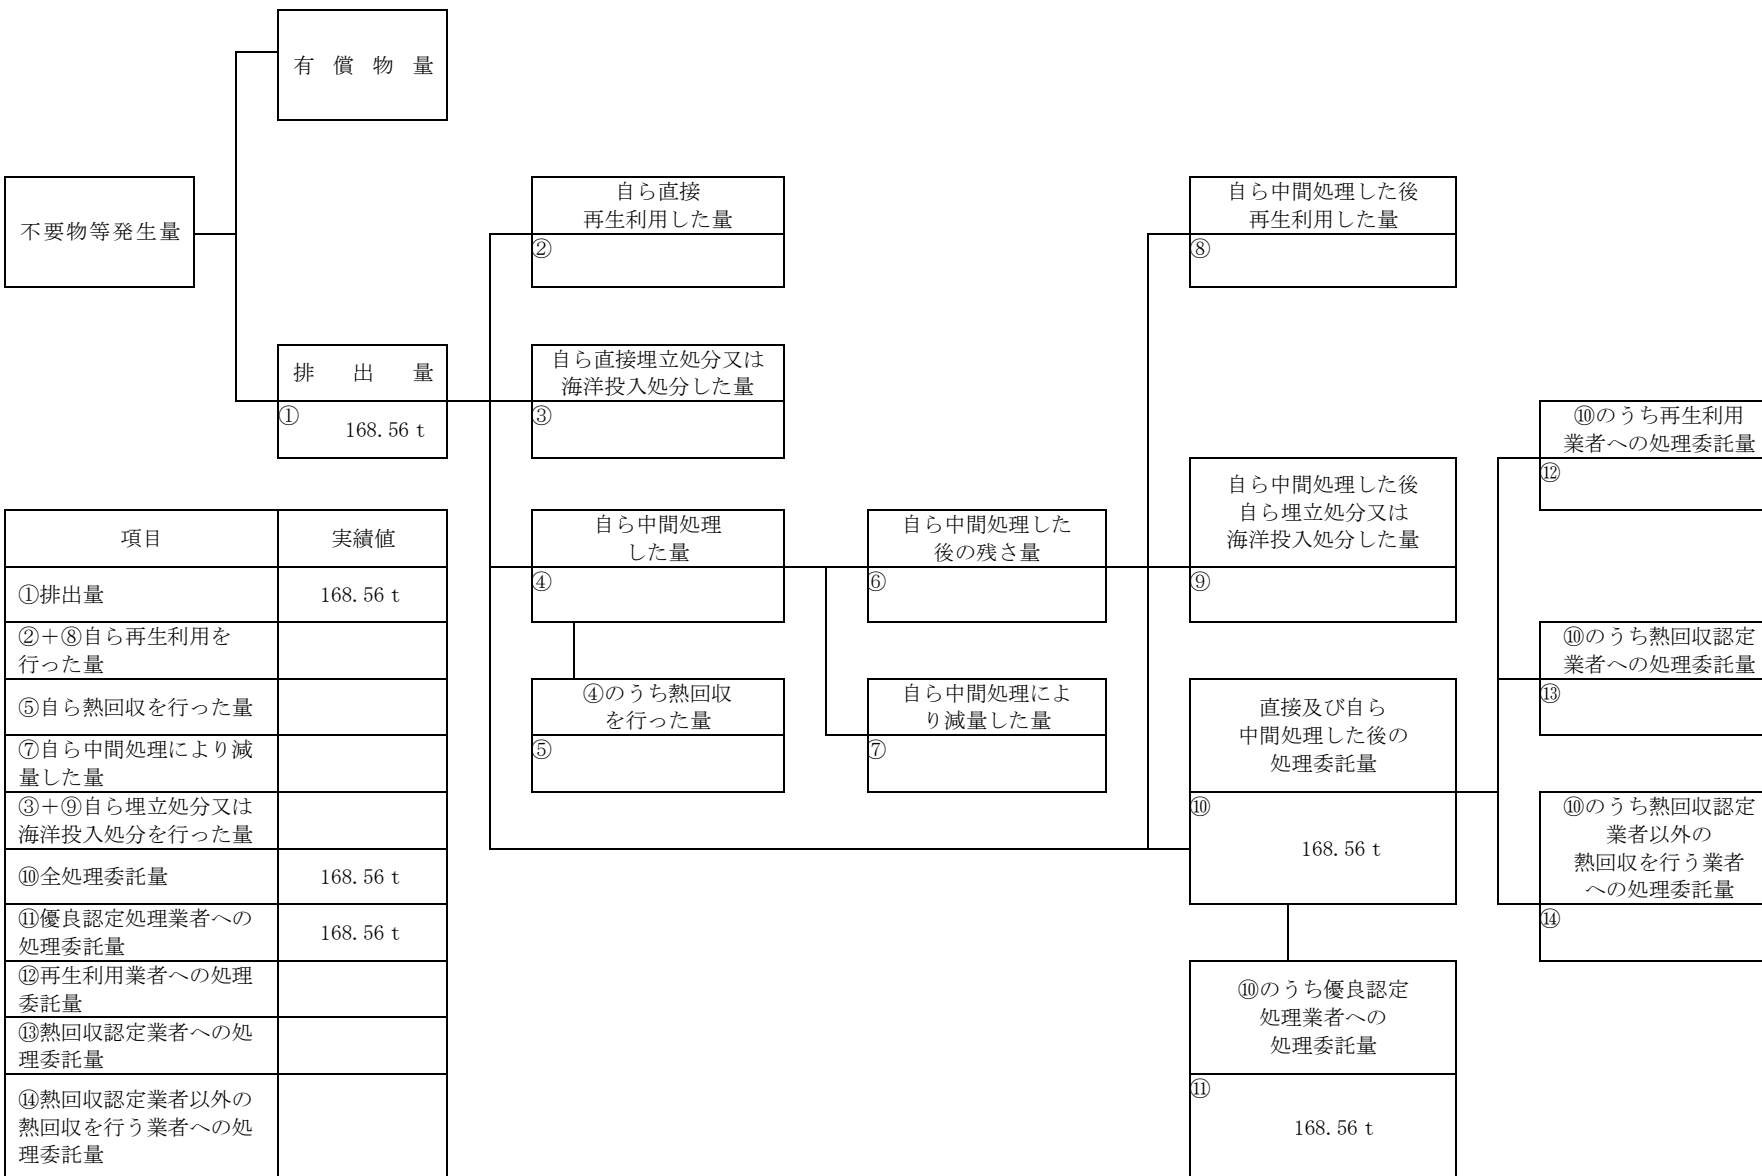 有償物量
不要物等発生量
自ら直接
再生利用した量
②
自ら中間処理した後
再生利用した量
⑧
排出量
①
168.56 t
自ら直接埋立処分又は
海洋投入処分した量
③
⑩のうち再生利用
業者への処理委託量
⑫
自ら中間処理した後
自ら埋立処分又は
海洋投入処分した量
⑨
自ら中間処理
した量
④
自ら中間処理した
後の残さ量
⑥
⑩のうち熱回収認定
業者への処理委託量
⑬
④のうち熱回収
を行った量
⑤
自ら中間処理によ
り減量した量
⑦
直接及び自ら
中間処理した後の
処理委託量
⑩
168.56 t
⑩のうち熱回収認定
業者以外の
熱回収を行う業者
への処理委託量
⑭
⑩のうち優良認定
処理業者への
処理委託量
⑪
168.56 t
項目 実績値
①排出量 168.56 t
②+⑧自ら再生利用を
行った量
⑤自ら熱回収を行った量
⑦自ら中間処理により減
量した量
③+⑨自ら埋立処分又は
海洋投入処分を行った量
⑩全処理委託量 168.56 t
⑪優良認定処理業者への
処理委託量 168.56 t
⑫再生利用業者への処理
委託量
⑬熱回収認定業者への処
理委託量
⑭熱回収認定業者以外の
熱回収を行う業者への処
理委託量